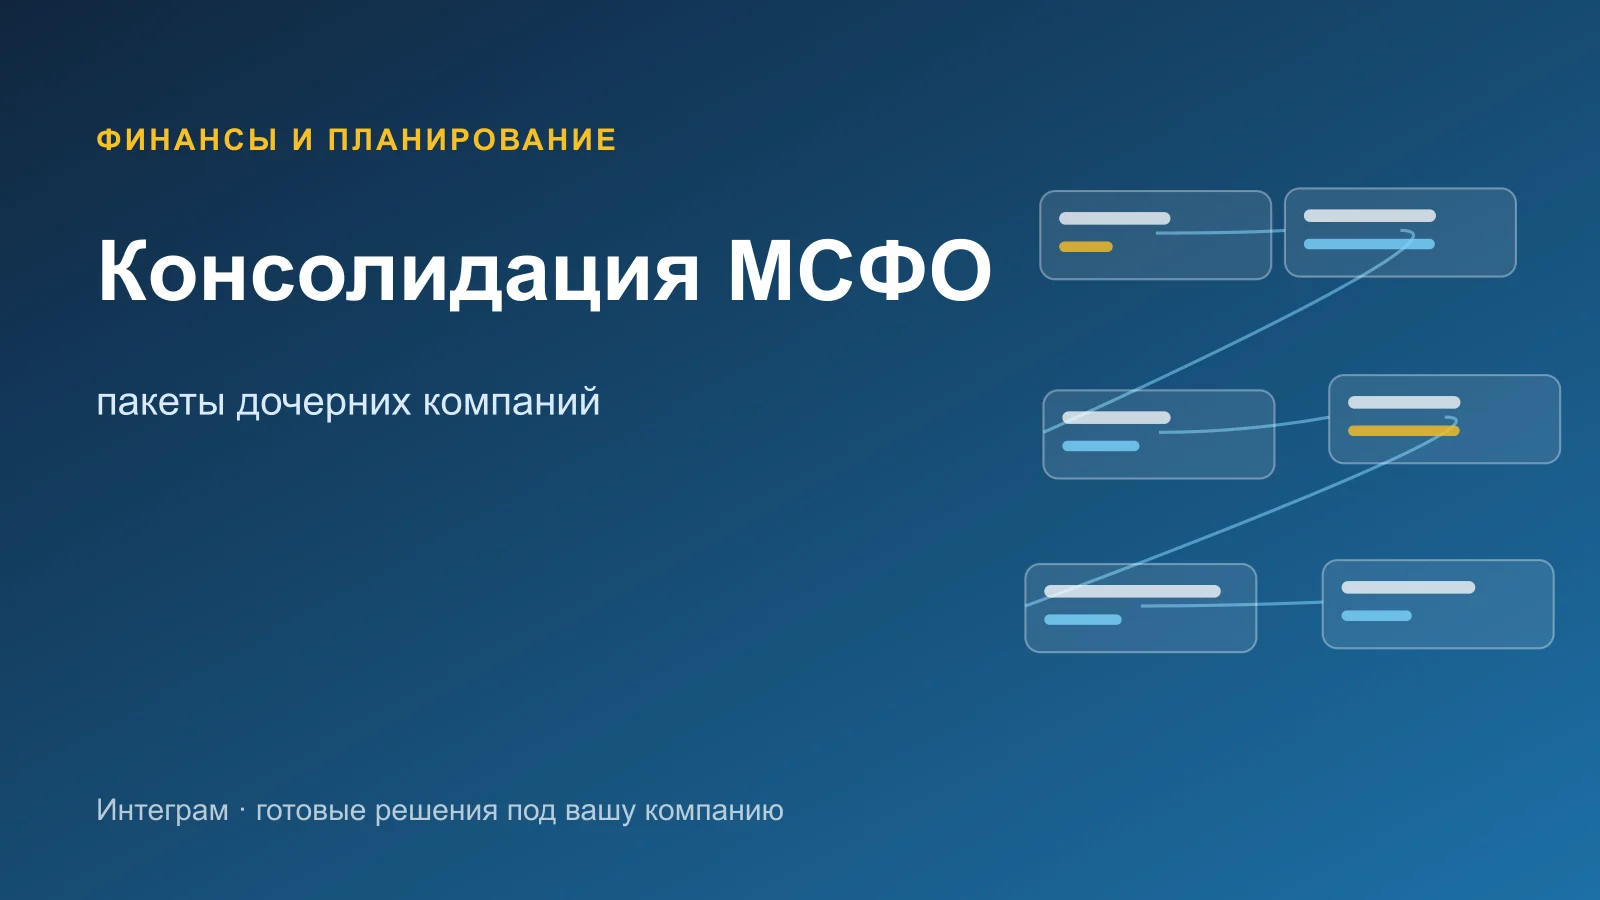 ФИНАНСЫ И ПЛАНИРОВАНИЕ
Консолидация МСФО
пакеты дочерних компаний
Интеграм · готовые решения под вашу компанию